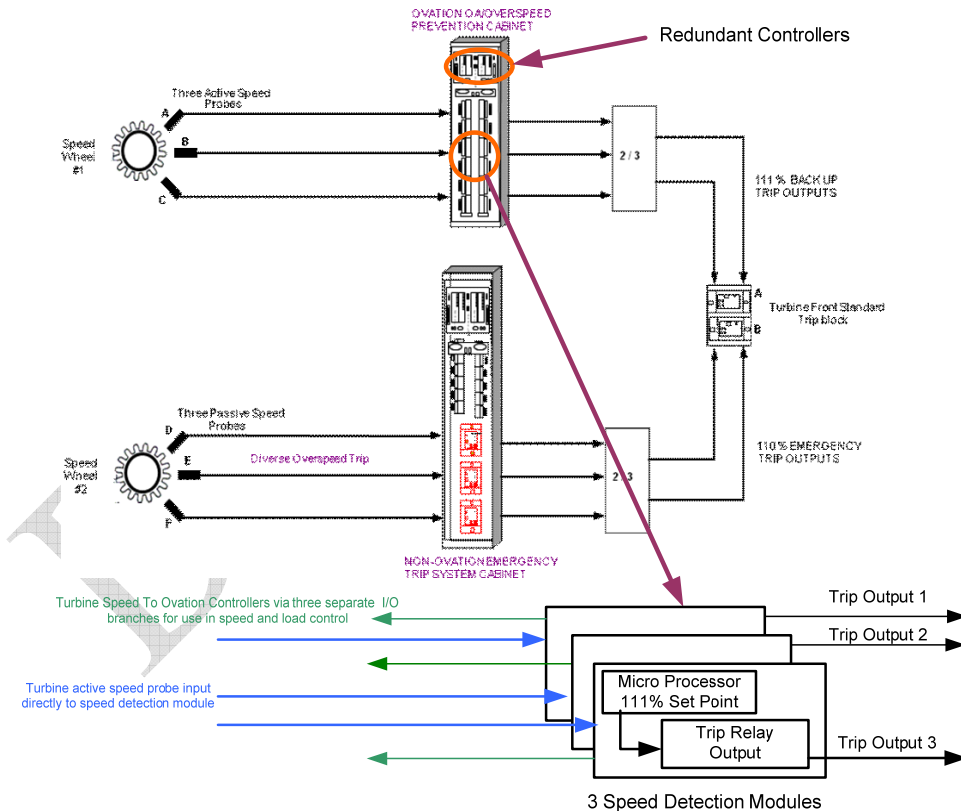 OVATION OA/OVERSPEED
PREVENTION CABINET
Redundant Controllers
Three Active Speed
Probes
A
B
C
Speed
Wheel
#1
2 / 3
111 % BACK UP
TRIP OUTPUTS
A
B
Turbine Front Standard
Trip block
Three Passive Speed
Probes
D
E
F
Speed
Wheel
#2
Diverse Overspeed Trip
2 / 3
110 % EMERGENCY
TRIP OUTPUTS
NON-OVATION EMERGENCY
TRIP SYSTEM CABINET
Turbine Speed To Ovation Controllers via three separate I/O
branches for use in speed and load control
Turbine active speed probe input
directly to speed detection module
Trip Output 1
Trip Output 2
Micro Processor
111% Set Point
Trip Relay
Output
Trip Output 3
3 Speed Detection Modules